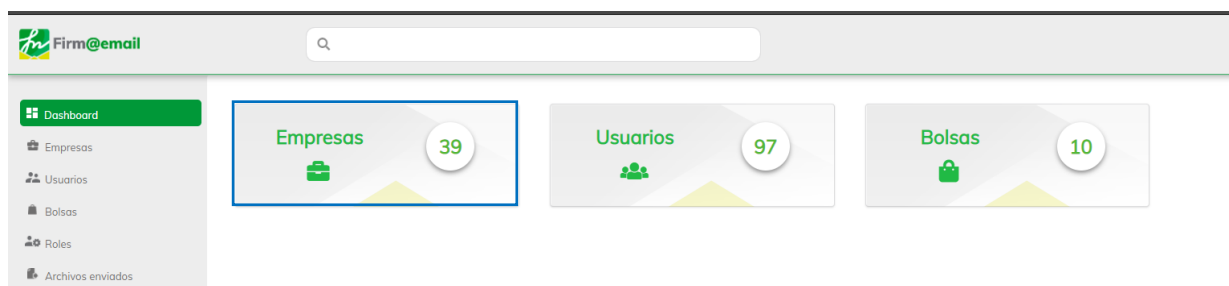 Firm@email
Dashboard
Empresas
Usuarios
Bolsas
Roles
Archivos enviados
Empresas
39
Usuarios
97
Bolsas
10